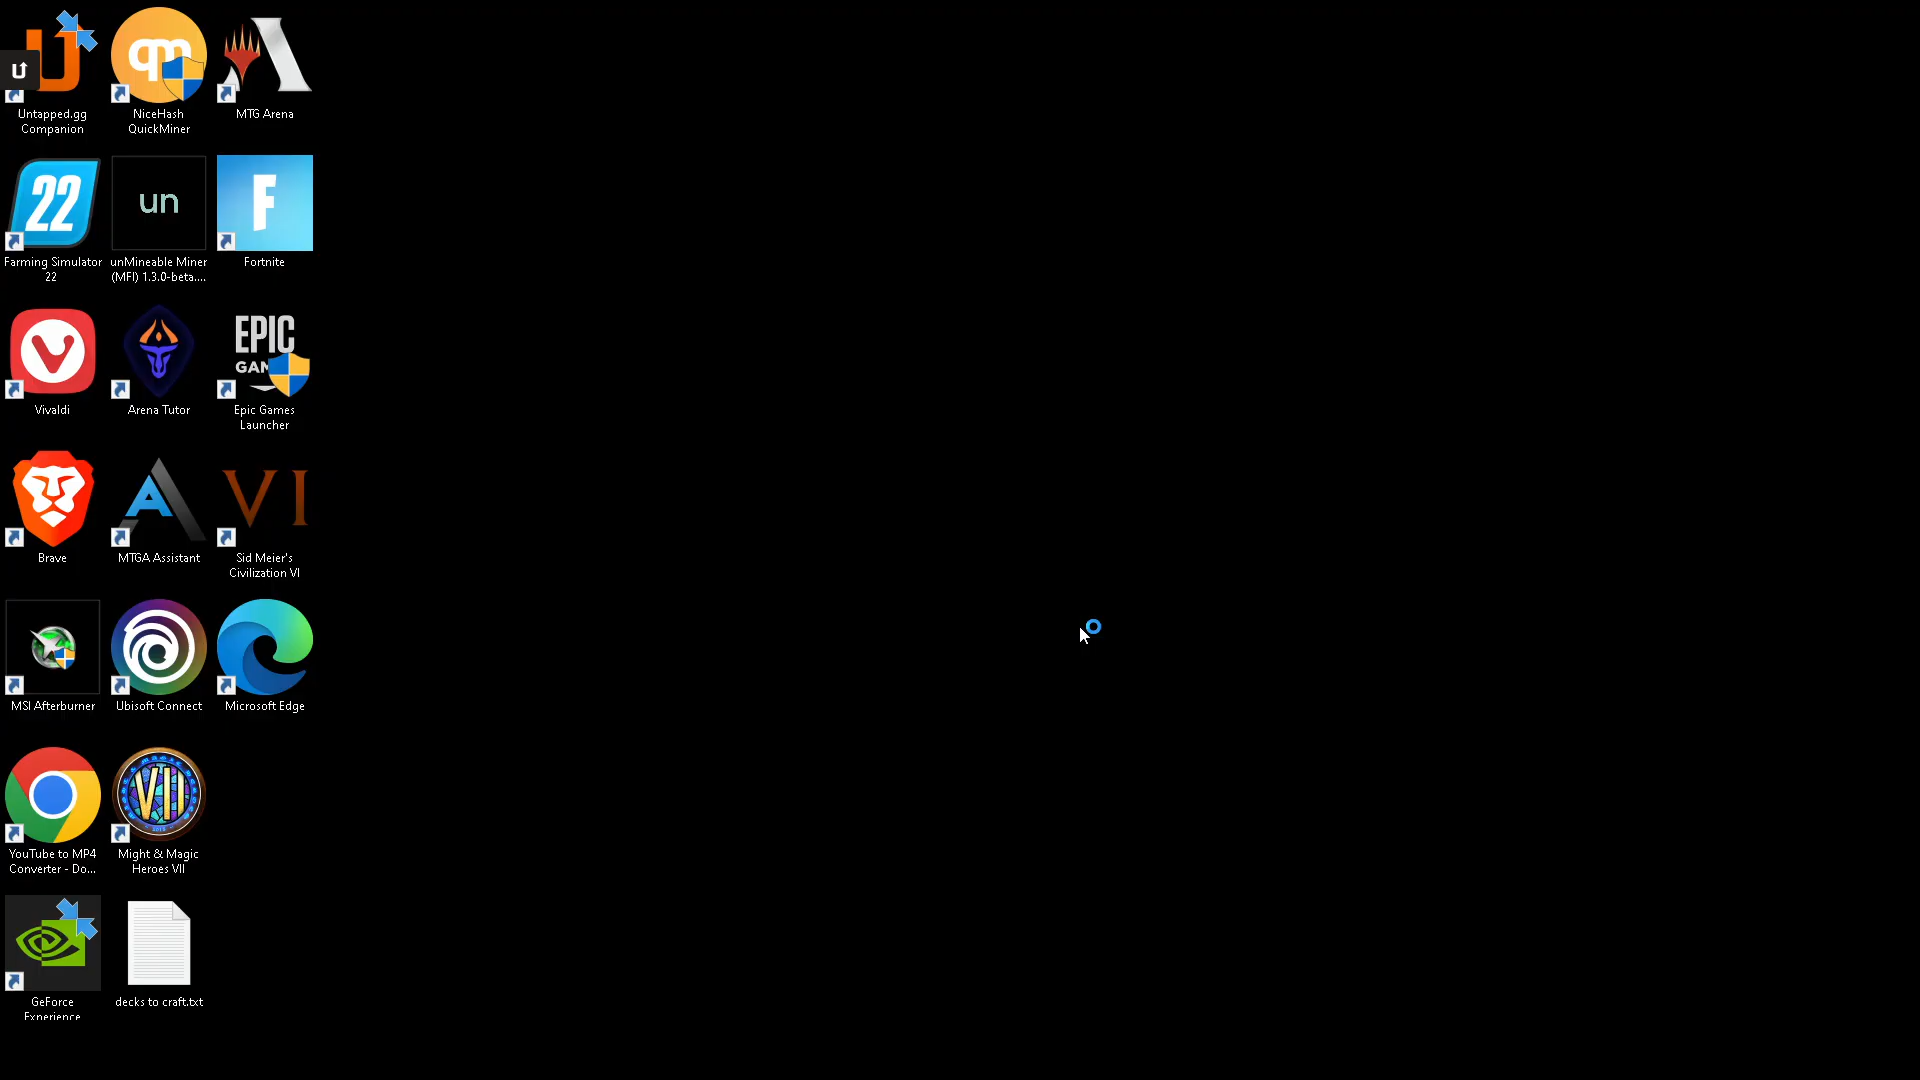 Untapped.gg
Companion
NiceHash
QuickMiner
MTG Arena
22
Farming Simulator
22
un
unMineable Miner
(MFI) 1.3.0-beta....
F
Fortnite
Vivaldi
Arena Tutor
EPIC
GAM
Epic Games
Launcher
Brave
MTGA Assistant
VI
Sid Meier's
Civilization VI
MSI Afterburner
Ubisoft Connect
Microsoft Edge
YouTube to MP4
Converter - Do...
VII
Might & Magic
Heroes VII
GeForce
Experience
decks to craft.txt
qm